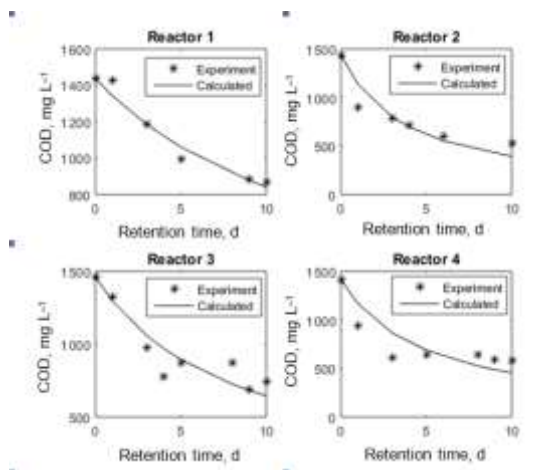 Reactor 1
1600
1400
1200
1000
800
COD, mg L⁻¹
Experiment
Calculated
0
5
10
Retention time, d
Reactor 2
1500
1000
500
0
COD, mg L⁻¹
Experiment
Calculated
0
5
10
Retention time, d
Reactor 3
1500
1000
500
COD, mg L⁻¹
Experiment
Calculated
0
5
10
Retention time, d
Reactor 4
1500
1000
500
0
COD, mg L⁻¹
Experiment
Calculated
0
5
10
Retention time, d